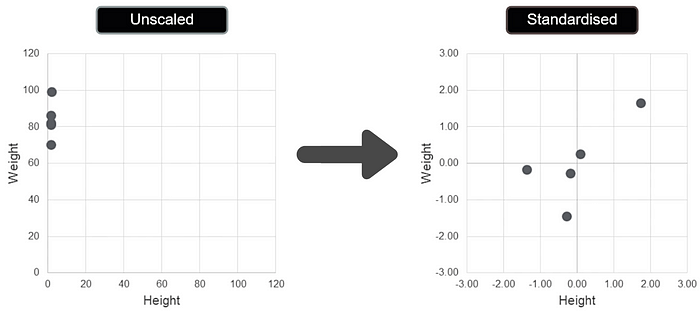 Unscaled
120
100
80
60
40
20
0
0 20 40 60 80 100 120
Weight
Height
Standardised
3.00
2.00
1.00
0.00
-1.00
-2.00
-3.00
-3.00 -2.00 -1.00 0.00 1.00 2.00 3.00
Weight
Height